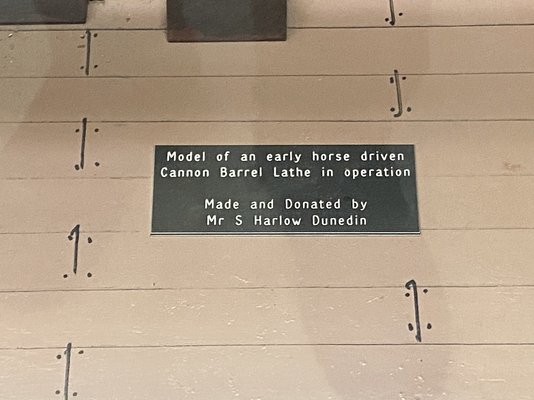 Model of an early horse driven
Cannon Barrel Lathe in operation
Made and Donated by
Mr S Harlow Dunedin